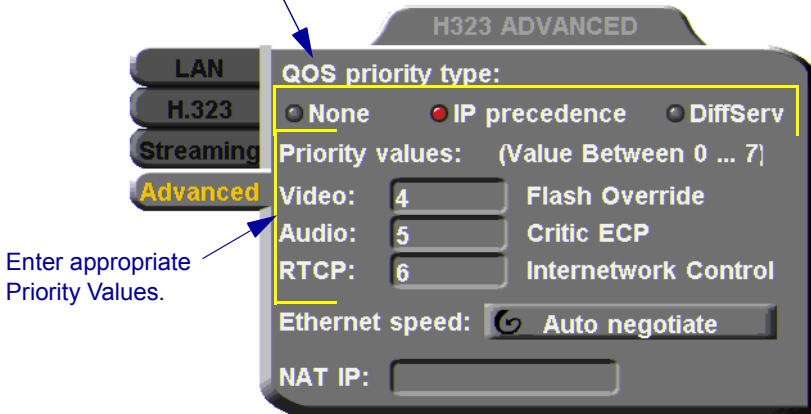 H323 ADVANCED
LAN
H.323
Streaming
Advanced
QOS priority type:
None IP precedence DiffServ
Priority values: (Value Between 0 ... 7)
Video: 4 Flash Override
Audio: 5 Critic ECP
RTCP: 6 Internetwork Control
Ethernet speed: Auto negotiate
NAT IP:
Enter appropriate
Priority Values.